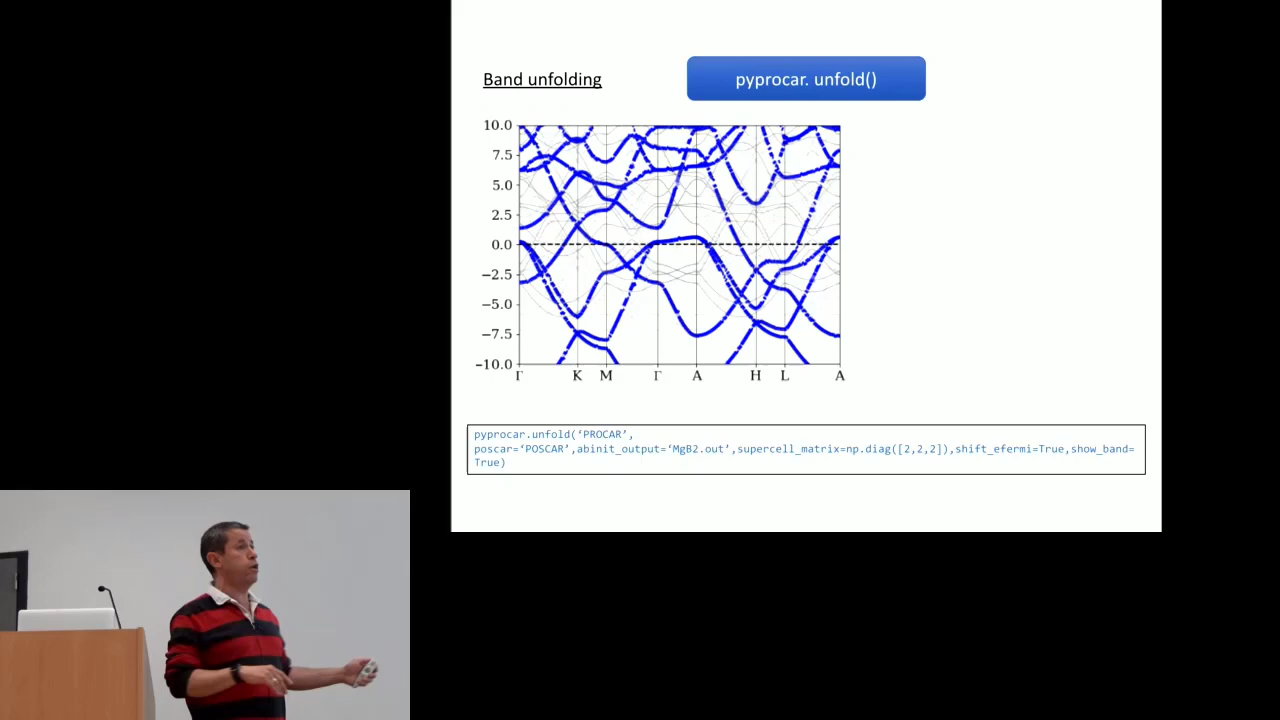 Band unfolding
pyprocar. unfold()
10.0
7.5
5.0
2.5
0.0
−2.5
−5.0
−7.5
−10.0
Γ K M Γ A H L A
pyprocar.unfold(‘PROCAR’,
poscar=‘POSCAR’,abinit_output=‘MgB2.out’,supercell_matrix=np.diag([2,2,2]),shift_efermi=True,show_band=
True)